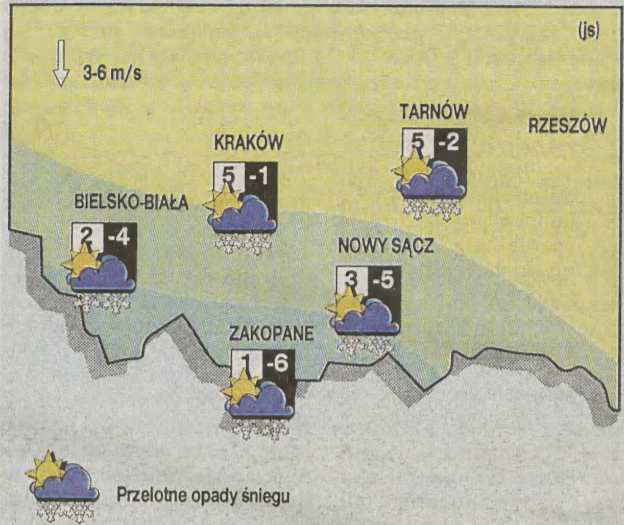 (js)
3-6 m/s
TARNÓW
5 -2
RZESZÓW
KRAKÓW
5 -1
BIELSKO-BIAŁA
2 -4
NOWY SĄCZ
3 -5
ZAKOPANE
1 -6
Przelotne opady śniegu